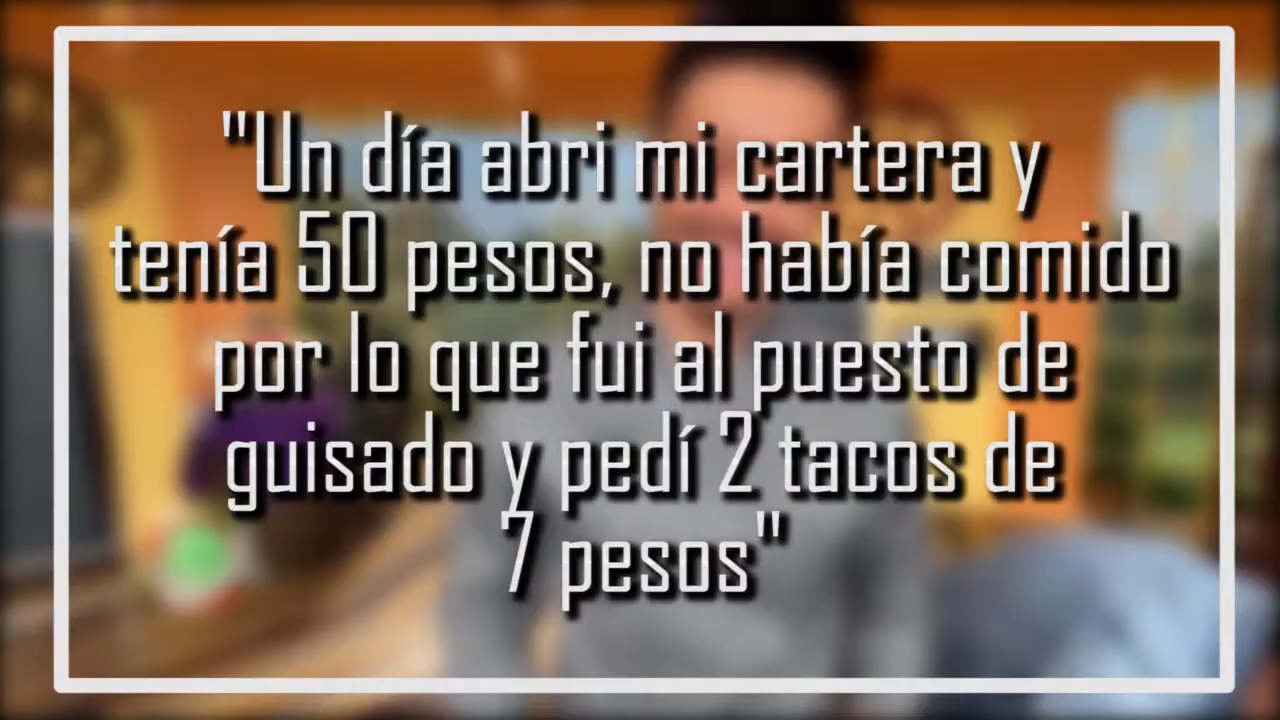 "Un día abri mi cartera y
tenía 50 pesos, no había comido
por lo que fui al puesto de
guisado y pedí 2 tacos de
7 pesos"